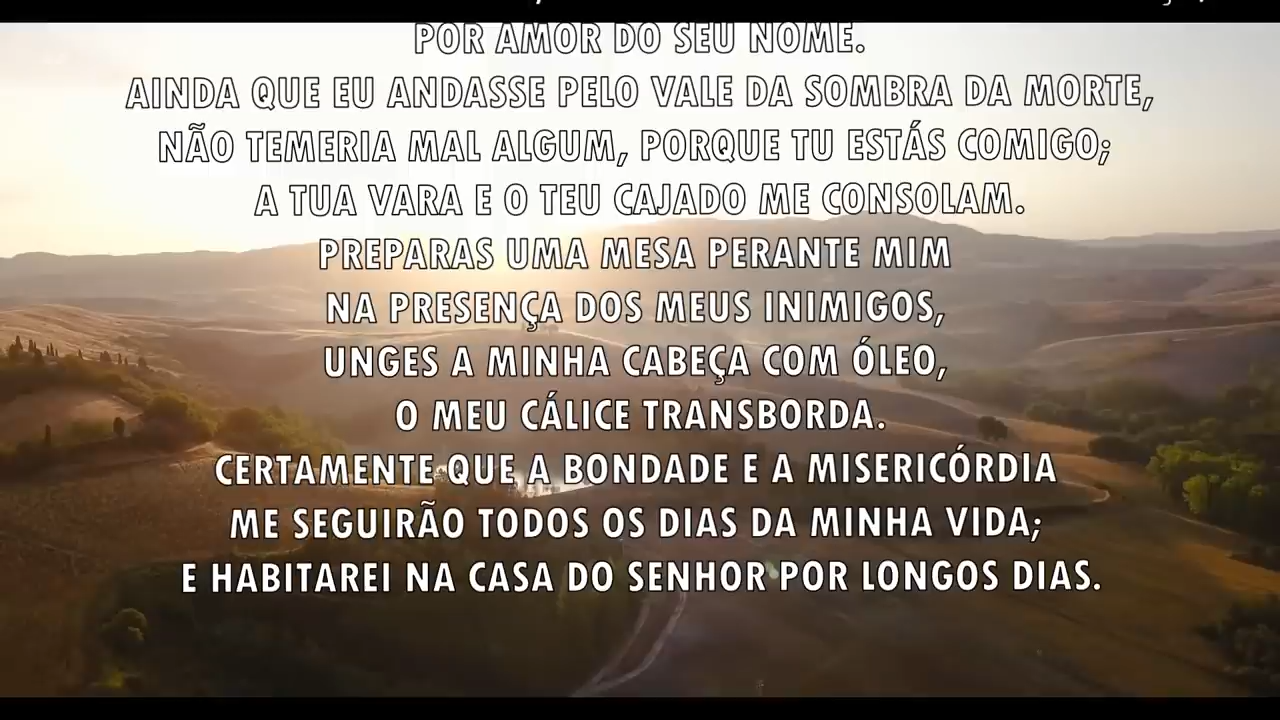 POR AMOR DO SEU NOME.
AINDA QUE EU ANDASSE PELO VALE DA SOMBRA DA MORTE,
NÃO TEMERIA MAL ALGUM, PORQUE TU ESTÁS COMIGO;
A TUA VARA E O TEU CAJADO ME CONSOLAM.
PREPARAS UMA MESA PERANTE MIM
NA PRESENÇA DOS MEUS INIMIGOS,
UNGES A MINHA CABEÇA COM ÓLEO,
O MEU CÁLICE TRANSBORDA.
CERTAMENTE QUE A BONDADE E A MISERICÓRDIA
ME SEGUIRÃO TODOS OS DIAS DA MINHA VIDA;
E HABITAREI NA CASA DO SENHOR POR LONGOS DIAS.